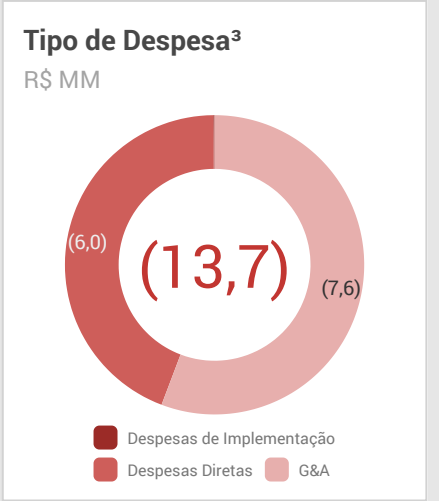 Tipo de Despesa³
R$ MM
(6,0)
(13,7)
(7,6)
Despesas de Implementação
Despesas Diretas
G&A